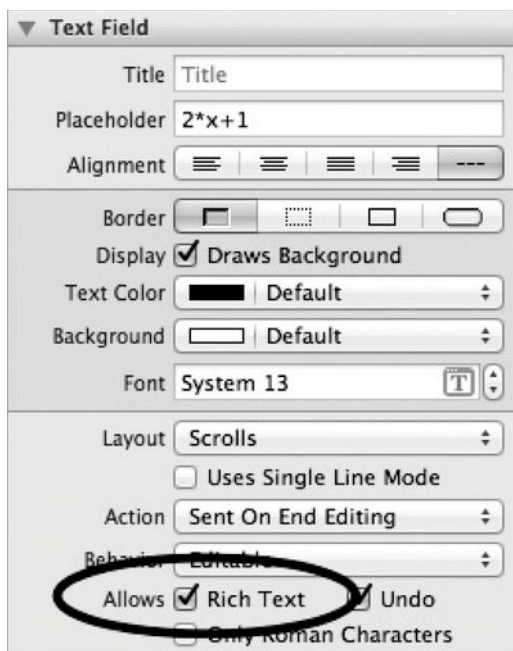 Text Field
Title Title
Placeholder 2*x+1
Alignment
Border
Display Draws Background
Text Color Default
Background Default
Font System 13 T
Layout Scrolls
Uses Single Line Mode
Action Sent On End Editing
Behavior Editable
Allows Rich Text Undo
Only Roman Characters